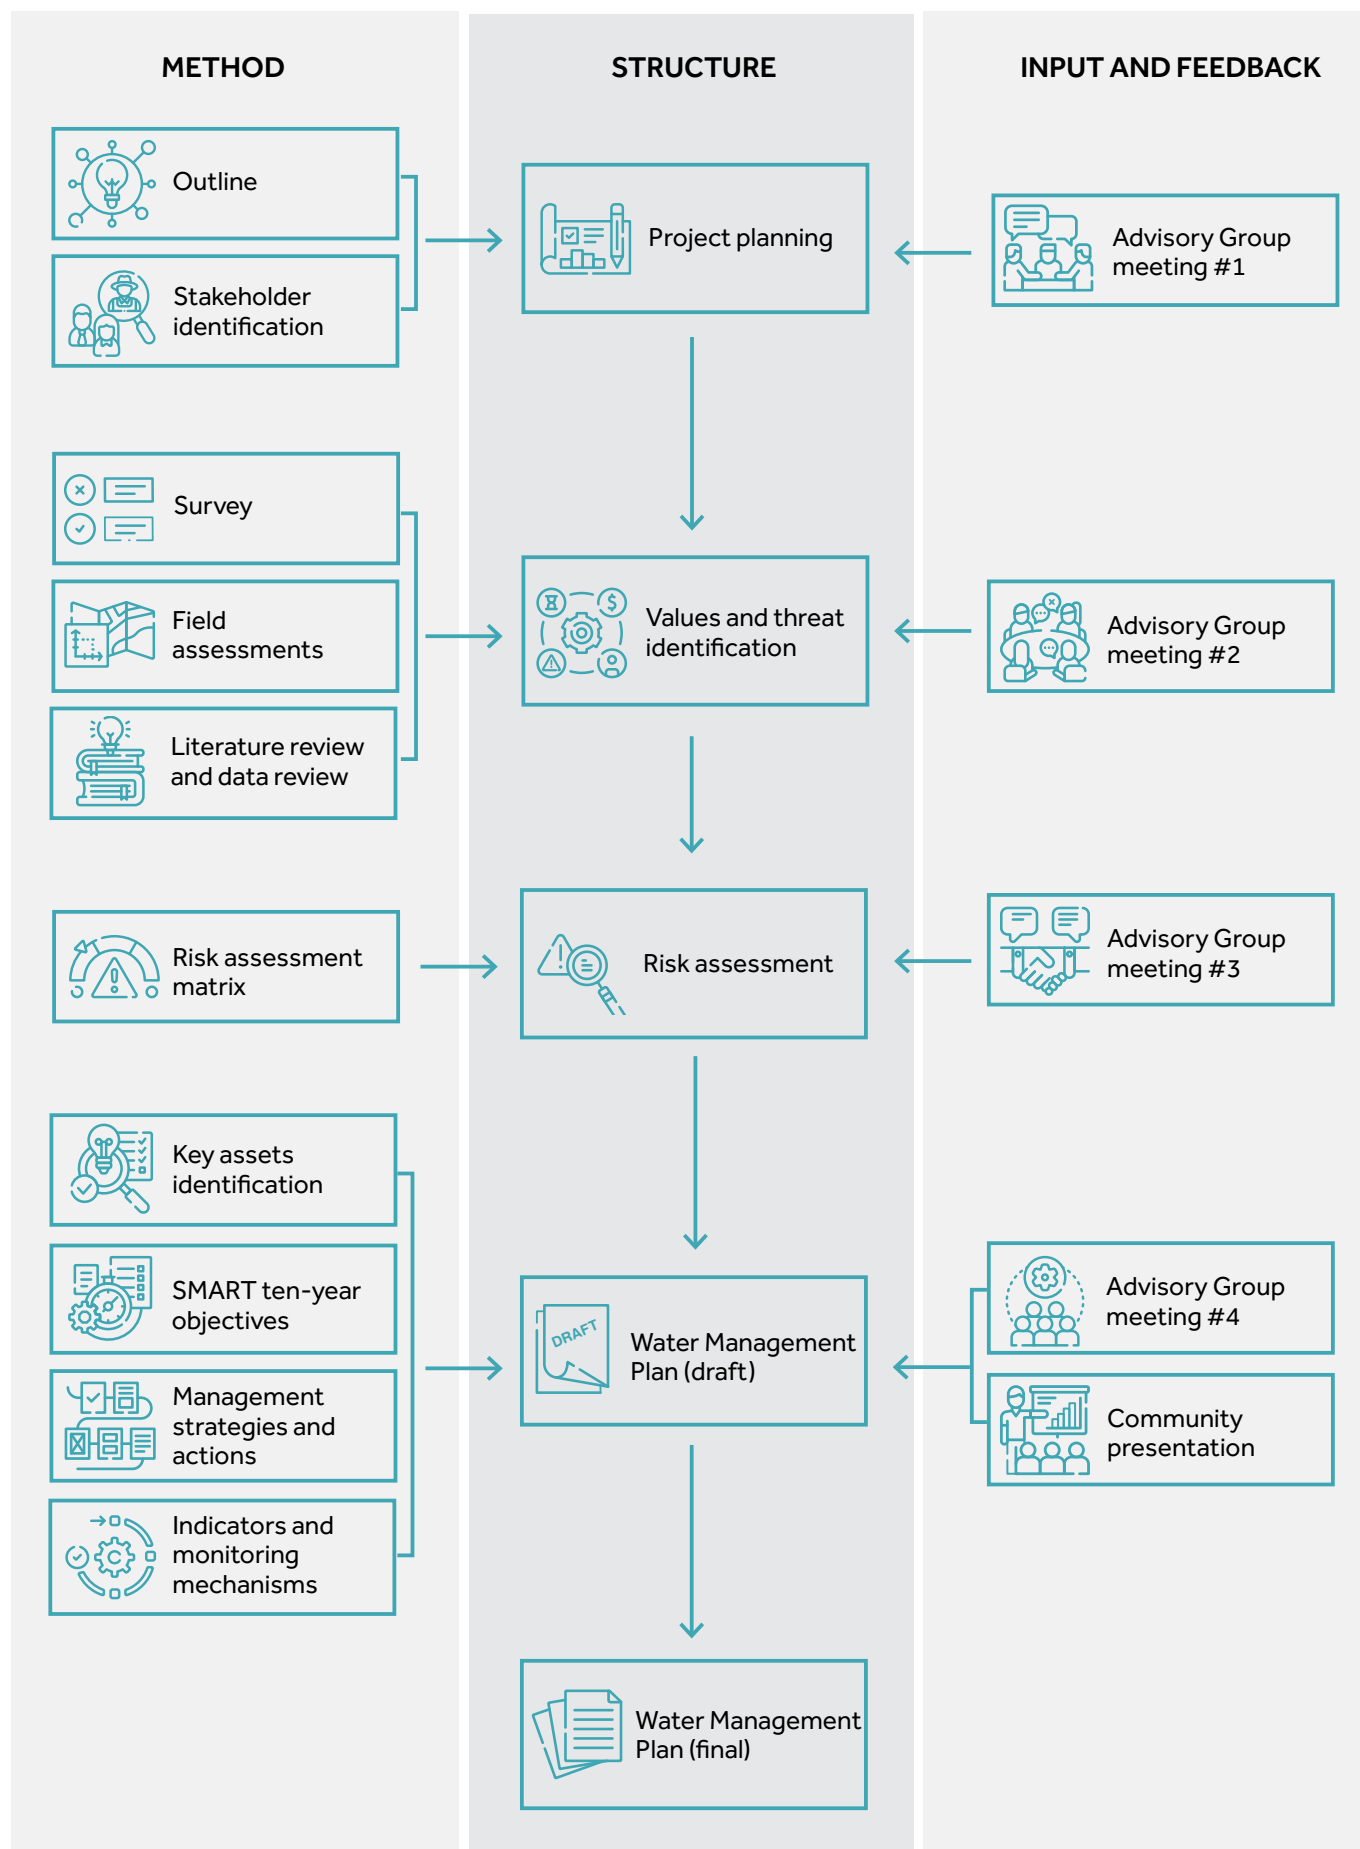 METHOD
STRUCTURE
INPUT AND FEEDBACK
Outline
Stakeholder
identification
Project planning
Advisory Group
meeting #1
Survey
Field
assessments
Literature review
and data review
Values and threat
identification
Advisory Group
meeting #2
Risk assessment
matrix
Risk assessment
Advisory Group
meeting #3
Key assets
identification
SMART ten-year
objectives
Management
strategies and
actions
Indicators and
monitoring
mechanisms
DRAFT
Water Management
Plan (draft)
Advisory Group
meeting #4
Community
presentation
Water Management
Plan (final)